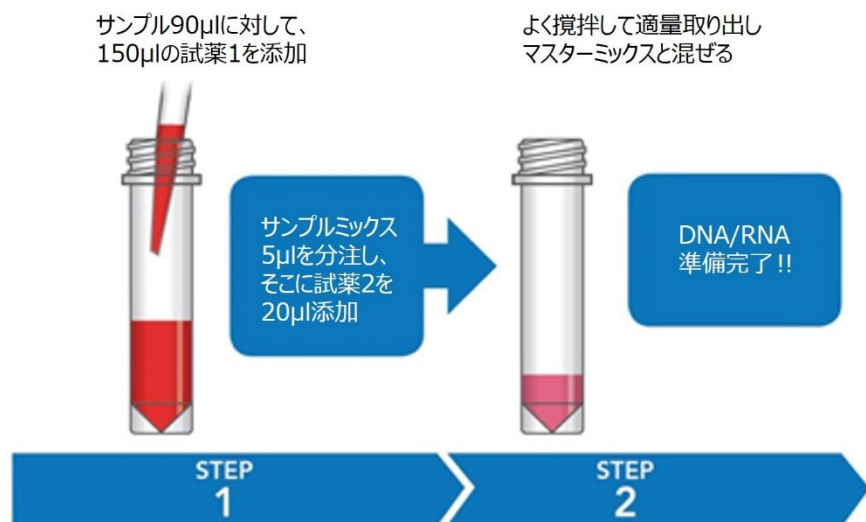 サンプル90μlに対して、
150μlの試薬1を添加
よく撹拌して適量取り出し
マスターミックスと混ぜる
サンプルミックス
5μlを分注し、
そこに試薬2を
20μl添加
DNA/RNA
準備完了!!
STEP
1
STEP
2